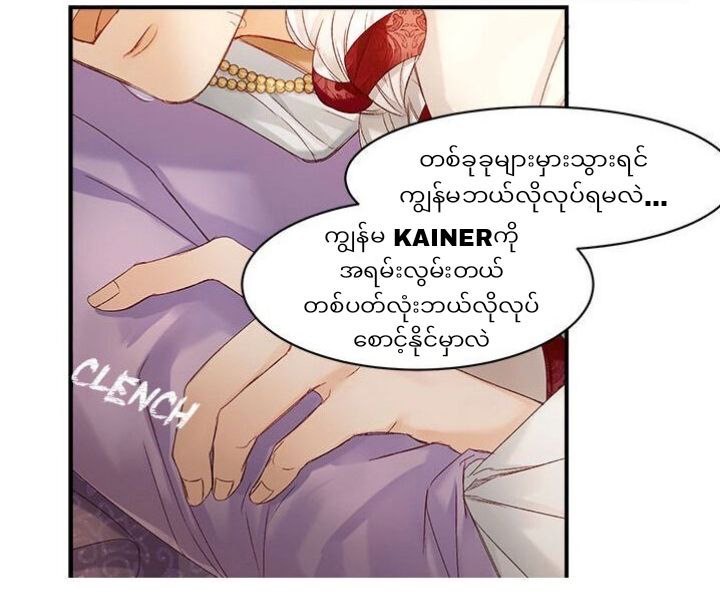 တစ်ခုခုများမှားသွားရင်
ကျွန်မဘယ်လိုလုပ်ရမလဲ...
ကျွန်မ KAINERကို
အရမ်းလွမ်းတယ်
တစ်ပတ်လုံးဘယ်လိုလုပ်
စောင့်နိုင်မှာလဲ
CLENCH